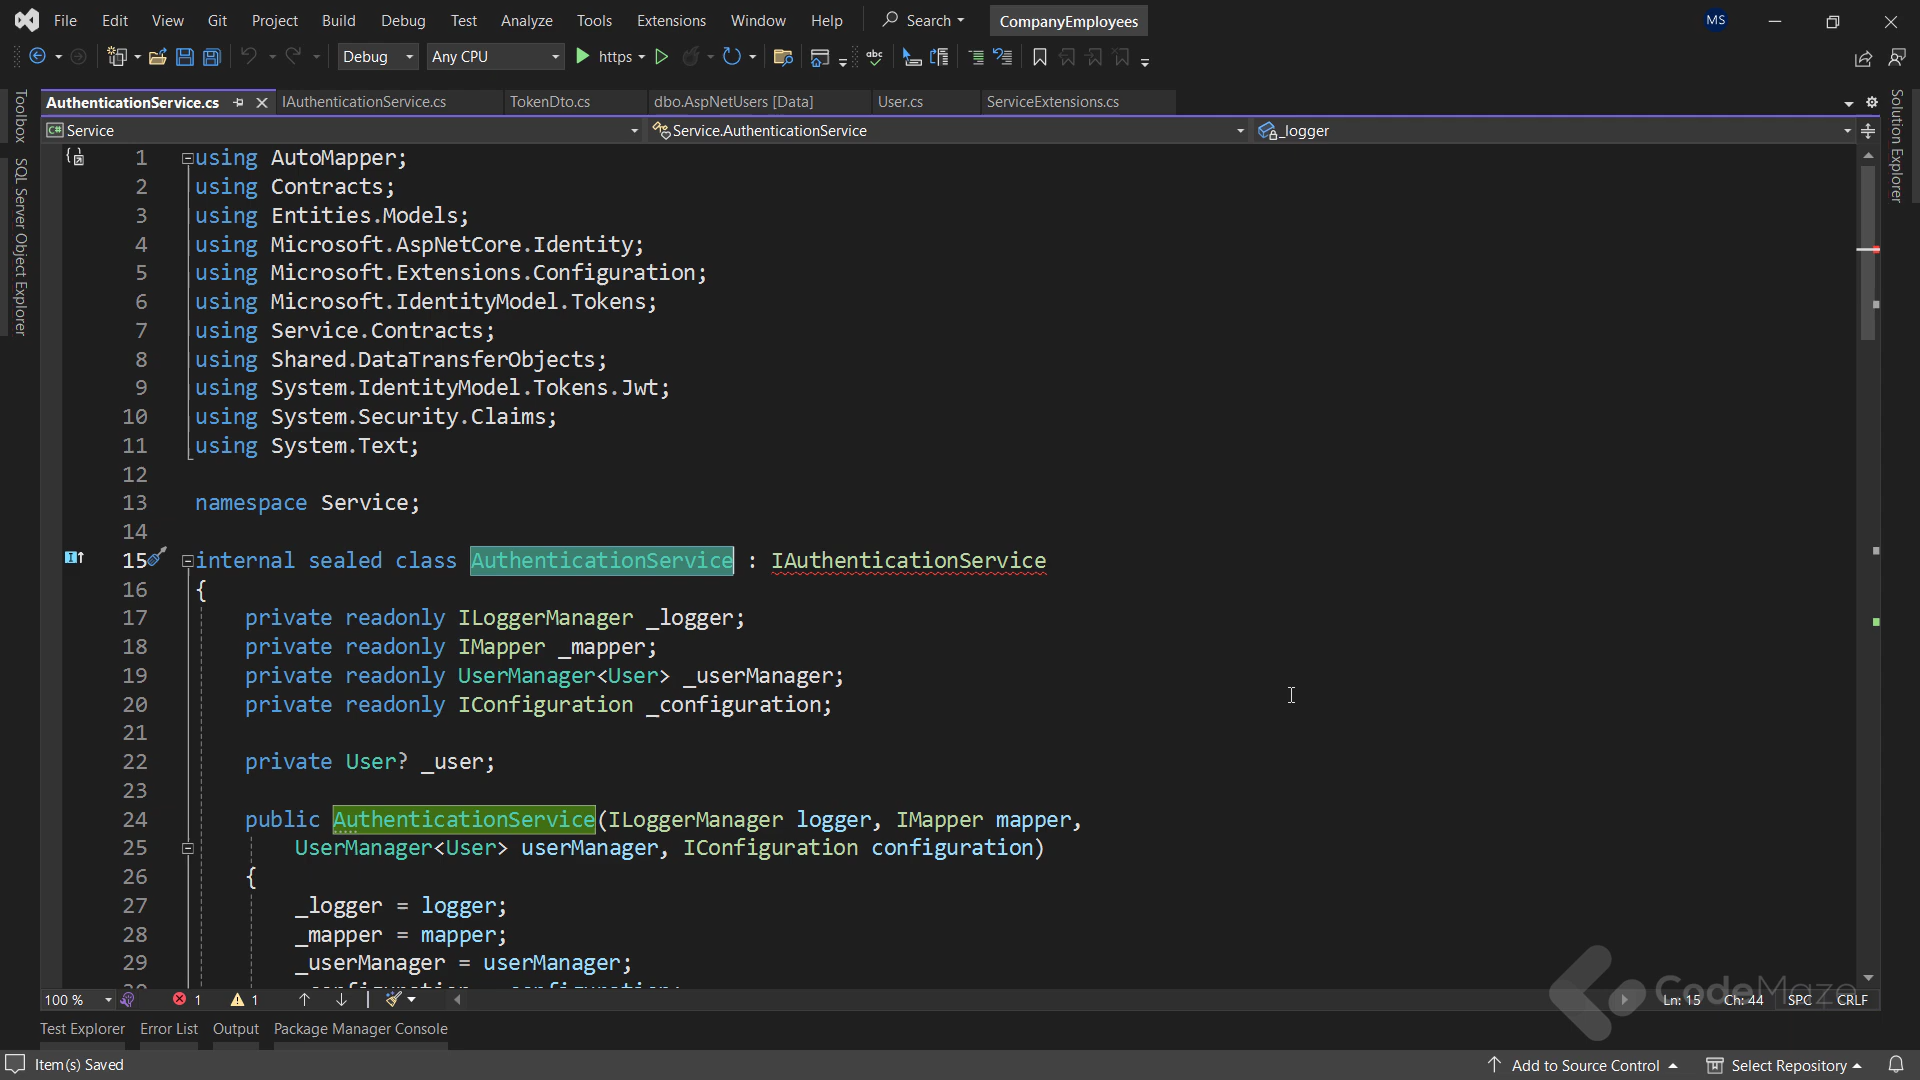 File Edit View Git Project Build Debug Test Analyze Tools Extensions Window Help Search CompanyEmployees MS
Debug Any CPU https abc
AuthenticationService.cs IAuthenticationService.cs TokenDto.cs dbo.AspNetUsers [Data] User.cs ServiceExtensions.cs
C# Service Service.AuthenticationService _logger
Toolbox
SQL Server Object Explorer
Solution Explorer
1 using AutoMapper;
2 using Contracts;
3 using Entities.Models;
4 using Microsoft.AspNetCore.Identity;
5 using Microsoft.Extensions.Configuration;
6 using Microsoft.IdentityModel.Tokens;
7 using Service.Contracts;
8 using Shared.DataTransferObjects;
9 using System.IdentityModel.Tokens.Jwt;
10 using System.Security.Claims;
11 using System.Text;
12
13 namespace Service;
14
15 internal sealed class AuthenticationService : IAuthenticationService
16 {
17 private readonly ILoggerManager _logger;
18 private readonly IMapper _mapper;
19 private readonly UserManager<User> _userManager;
20 private readonly IConfiguration _configuration;
21
22 private User? _user;
23
24 public AuthenticationService(ILoggerManager logger, IMapper mapper,
25 UserManager<User> userManager, IConfiguration configuration)
26 {
27 _logger = logger;
28 _mapper = mapper;
29 _userManager = userManager;
100 % 1 1 Ln: 15 Ch: 44 SPC CRLF
CodeMaze
Test Explorer Error List Output Package Manager Console
Item(s) Saved Add to Source Control Select Repository